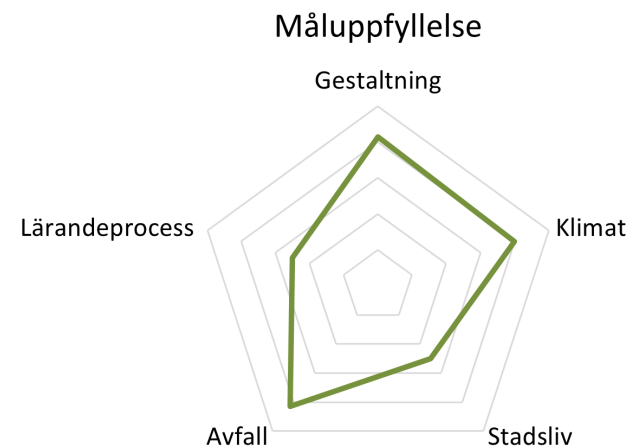 Måluppfyllelse
Gestaltning
Lärandeprocess
Klimat
Avfall
Stadsliv